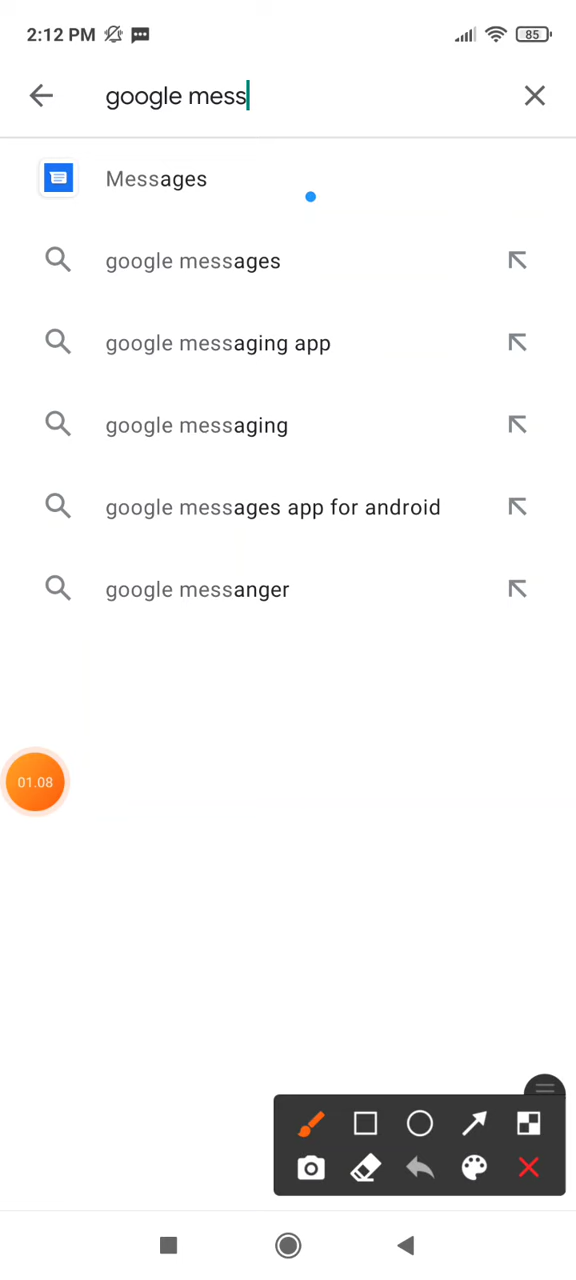 2:12 PM 85
google mess
Messages
google messages
google messaging app
google messaging
google messages app for android
google messanger
01.08